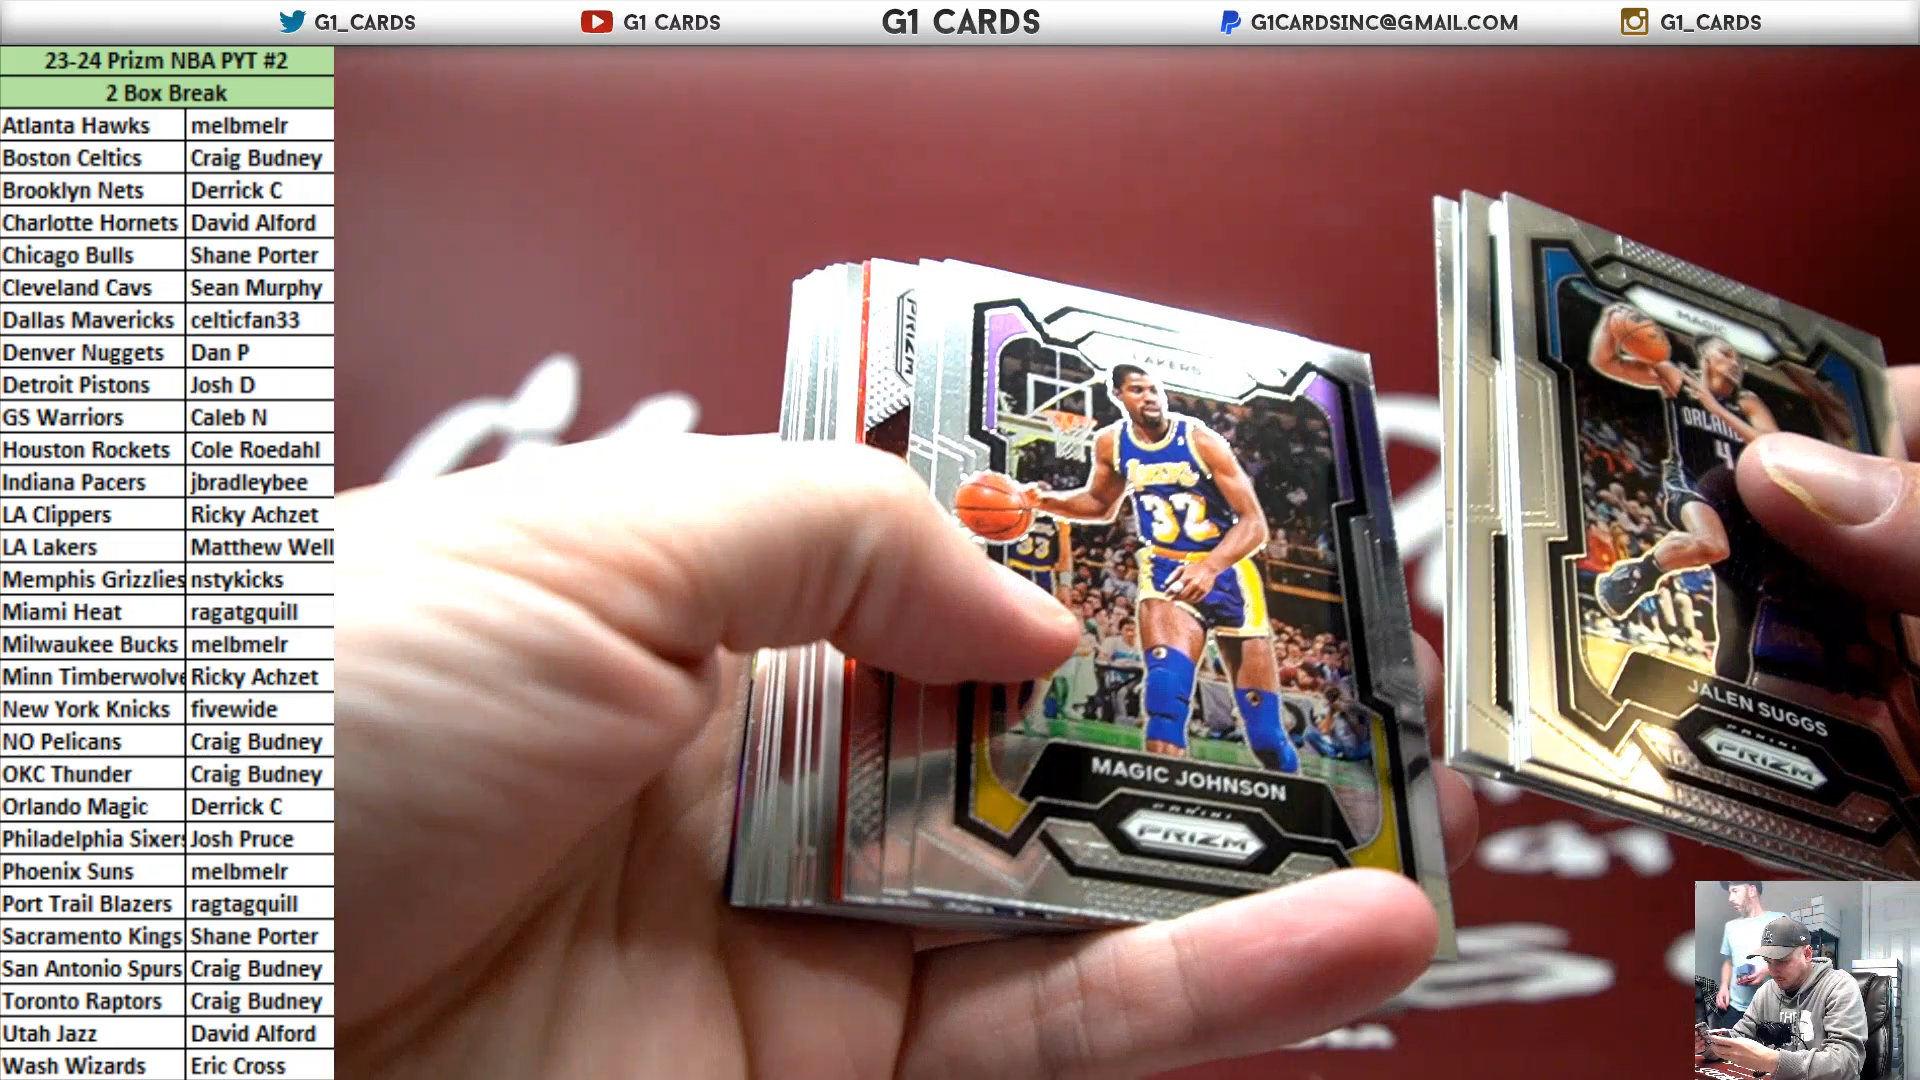 G1_CARDS G1 CARDS G1 CARDS G1CARDSINC@GMAIL.COM G1_CARDS
23-24 Prizm NBA PYT #2
2 Box Break
Atlanta Hawks melbmelr
Boston Celtics Craig Budney
Brooklyn Nets Derrick C
Charlotte Hornets David Alford
Chicago Bulls Shane Porter
Cleveland Cavs Sean Murphy
Dallas Mavericks celticfan33
Denver Nuggets Dan P
Detroit Pistons Josh D
GS Warriors Caleb N
Houston Rockets Cole Roedahl
Indiana Pacers jbradleybee
LA Clippers Ricky Achzet
LA Lakers Matthew Well
Memphis Grizzlies nstykicks
Miami Heat ragatgquill
Milwaukee Bucks melbmelr
Minn Timberwolve Ricky Achzet
New York Knicks fivewide
NO Pelicans Craig Budney
OKC Thunder Craig Budney
Orlando Magic Derrick C
Philadelphia Sixers Josh Pruce
Phoenix Suns melbmelr
Port Trail Blazers ragtagquill
Sacramento Kings Shane Porter
San Antonio Spurs Craig Budney
Toronto Raptors Craig Budney
Utah Jazz David Alford
Wash Wizards Eric Cross
PRIZM
LAKERS
Lakers
32
33
MAGIC JOHNSON
PANINI
PRIZM
MAGIC
ORLAN
4
JALEN SUGGS
PANINI
PRIZM
THE